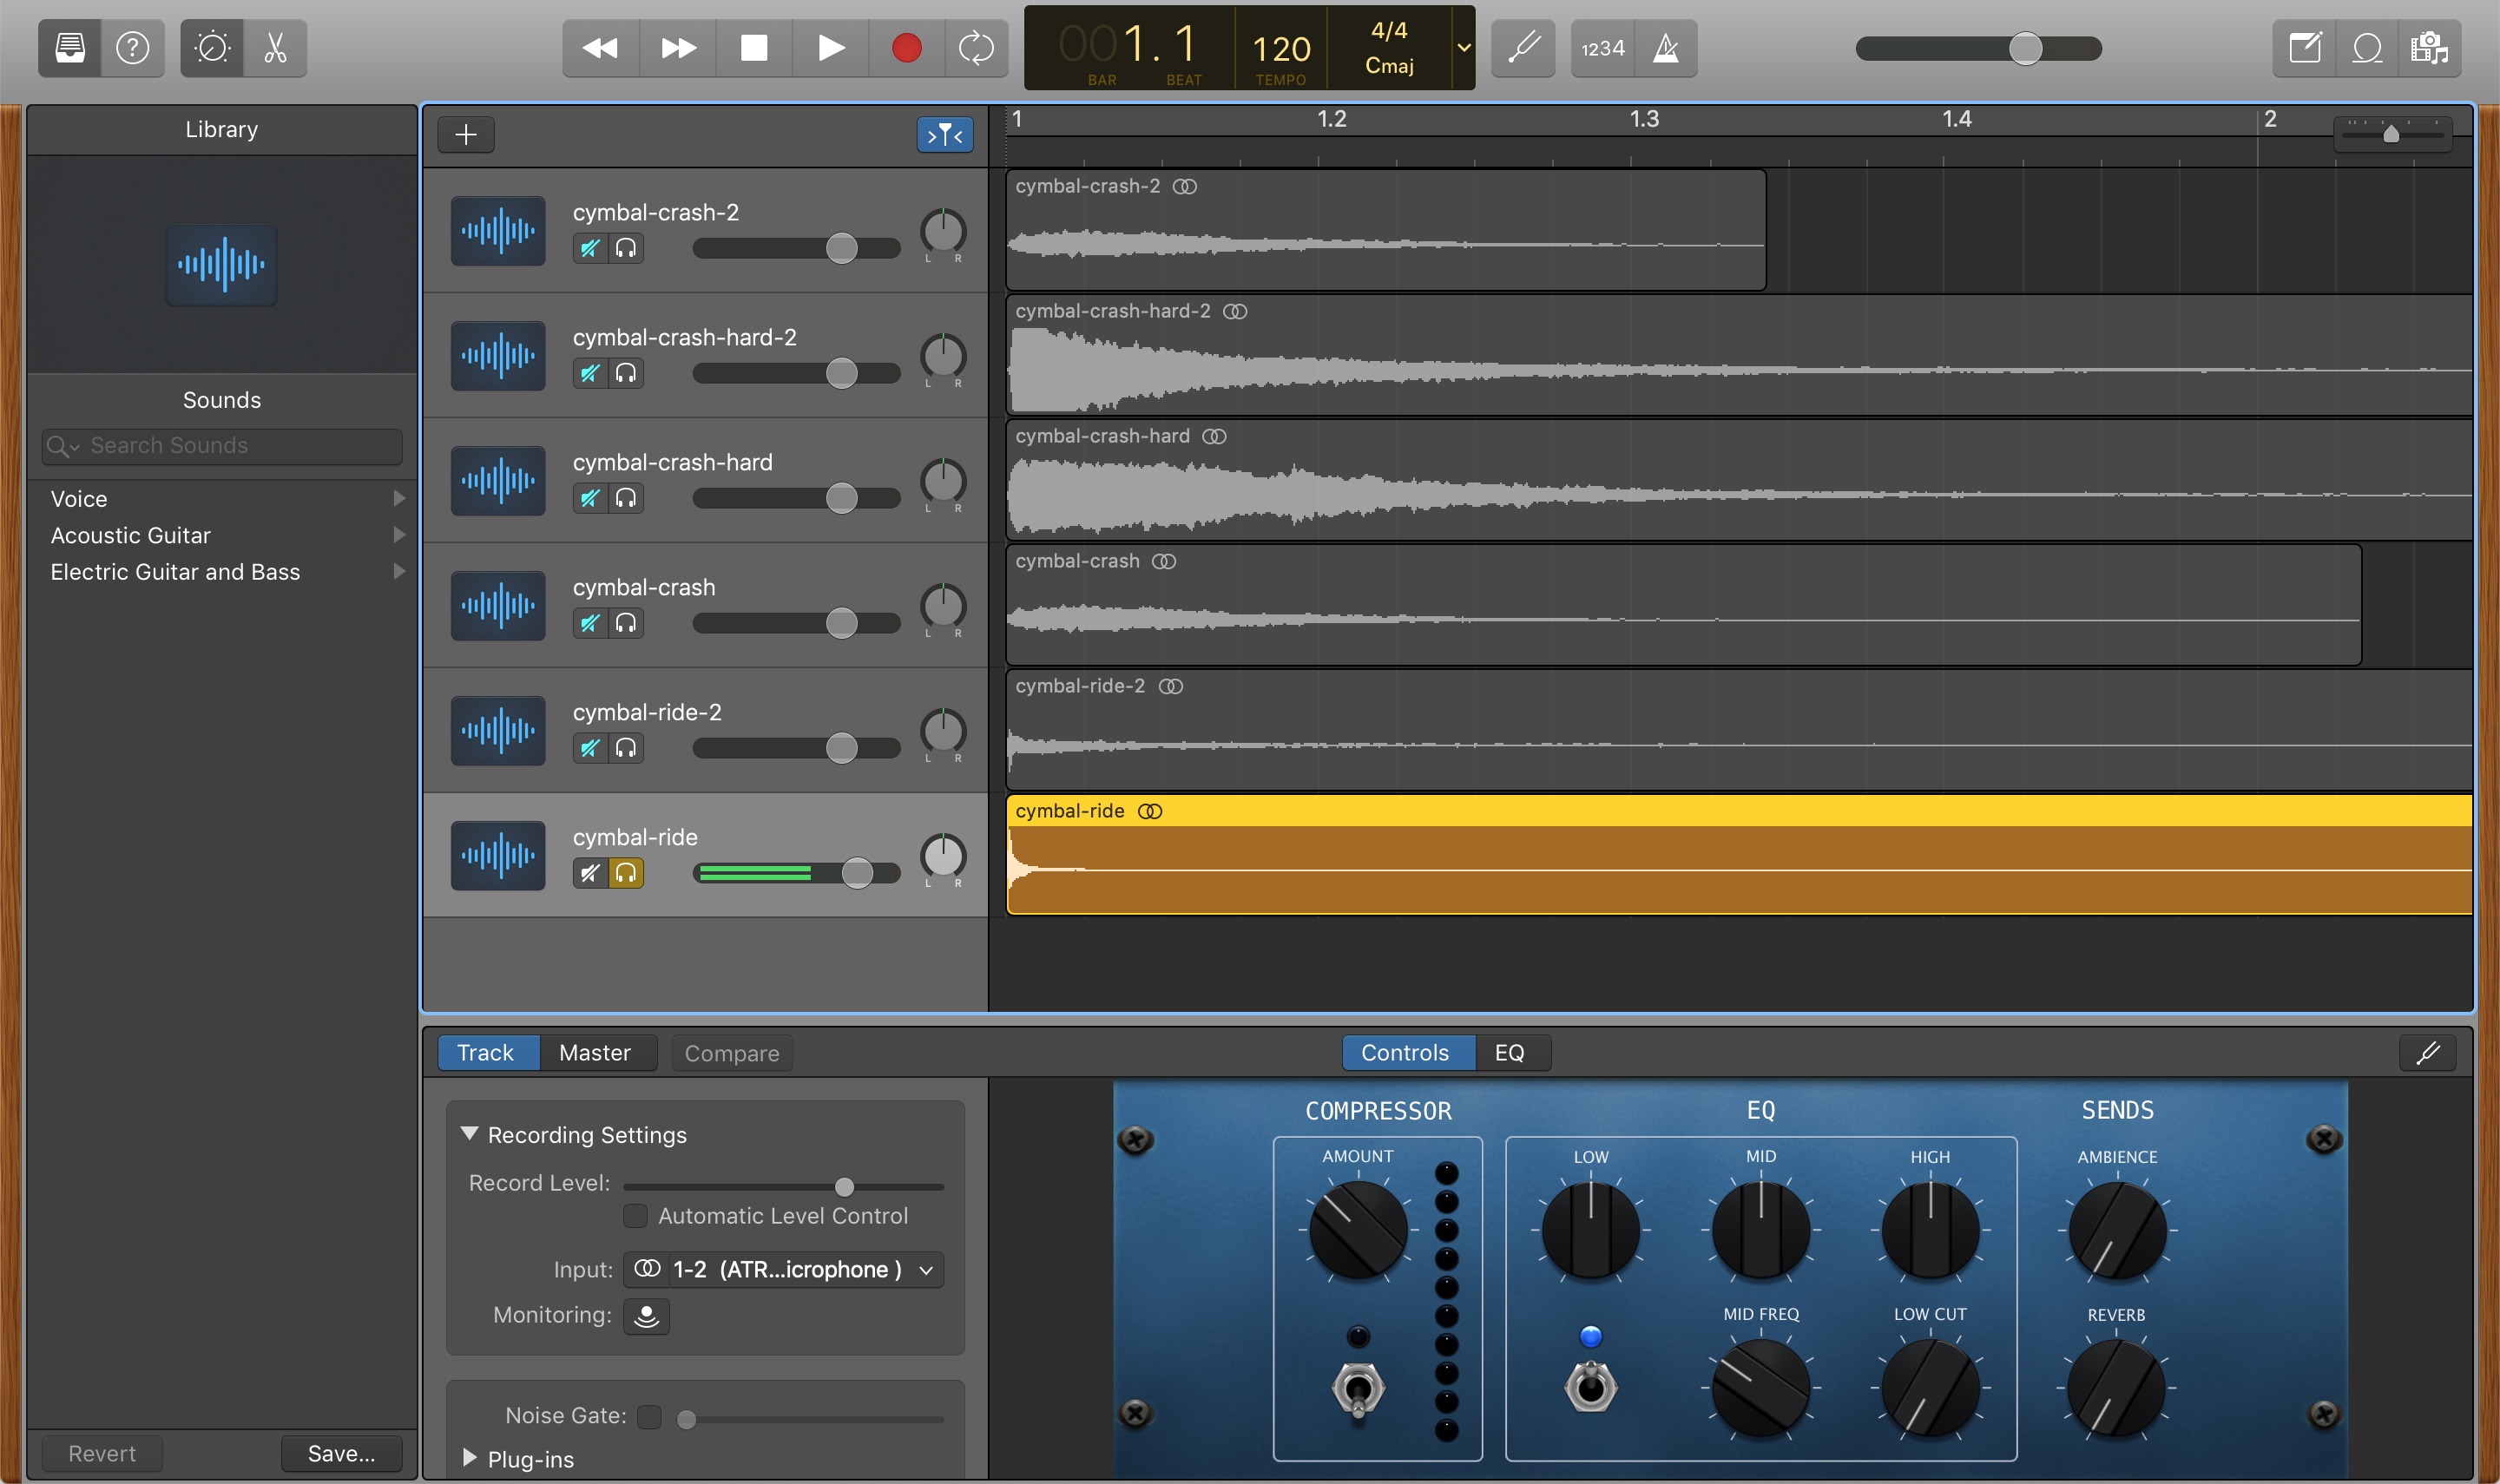 001. 1
BAR BEAT
120
TEMPO
4/4
Cmaj
1234
Library
Sounds
Search Sounds
Voice
Acoustic Guitar
Electric Guitar and Bass
Revert
Save...
1 1.2 1.3 1.4 2
cymbal-crash-2
L R
cymbal-crash-2
cymbal-crash-hard-2
L R
cymbal-crash-hard-2
cymbal-crash-hard
L R
cymbal-crash-hard
cymbal-crash
L R
cymbal-crash
cymbal-ride-2
L R
cymbal-ride-2
cymbal-ride
L R
cymbal-ride
Track Master Compare
Controls EQ
Recording Settings
Record Level:
Automatic Level Control
Input: 1-2 (ATR...icrophone )
Monitoring:
Noise Gate:
Plug-ins
COMPRESSOR EQ SENDS
AMOUNT LOW MID HIGH AMBIENCE
MID FREQ LOW CUT REVERB